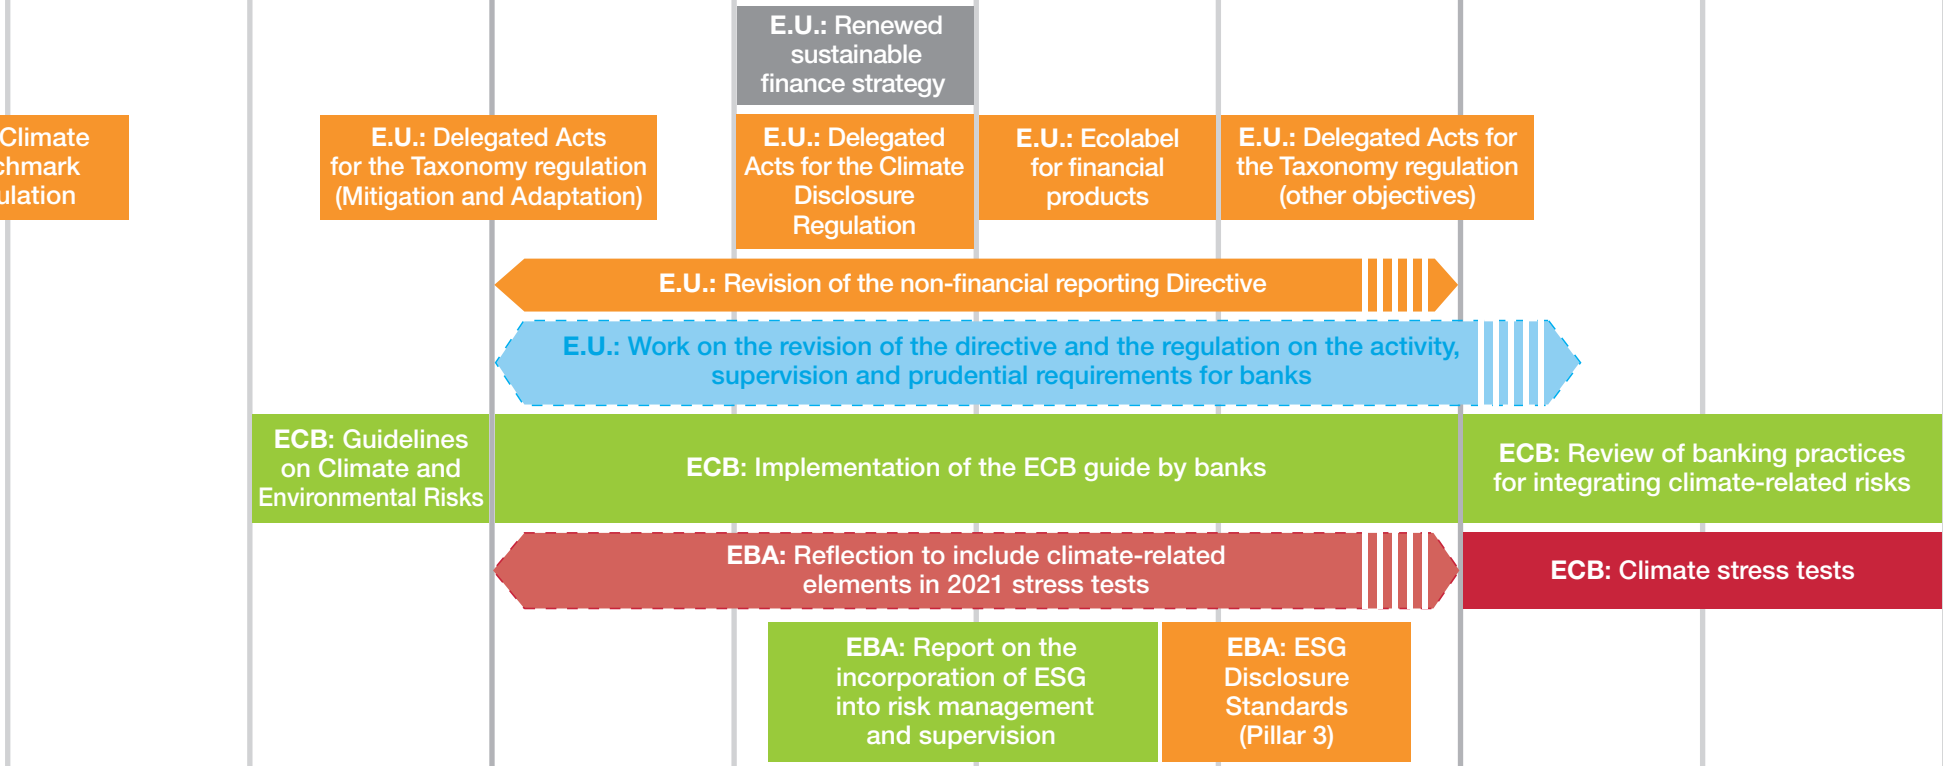 E.U.: Renewed
sustainable
finance strategy
Climate
ulation
E.U.: Delegated Acts
for the Taxonomy regulation
(Mitigation and Adaptation)
E.U.: Delegated
Acts for the Climate
Disclosure
Regulation
E.U.: Ecolabel
for financial
products
E.U.: Delegated Acts for
the Taxonomy regulation
(other objectives)
E.U.: Revision of the non-financial reporting Directive
E.U.: Work on the revision of the directive and the regulation on the activity,
supervision and prudential requirements for banks
ECB: Guidelines
on Climate and
Environmental Risks
ECB: Implementation of the ECB guide by banks
ECB: Review of banking practices
for integrating climate-related risks
EBA: Reflection to include climate-related
elements in 2021 stress tests
ECB: Climate stress tests
EBA: Report on the
incorporation of ESG
into risk management
and supervision
EBA: ESG
Disclosure
Standards
(Pillar 3)